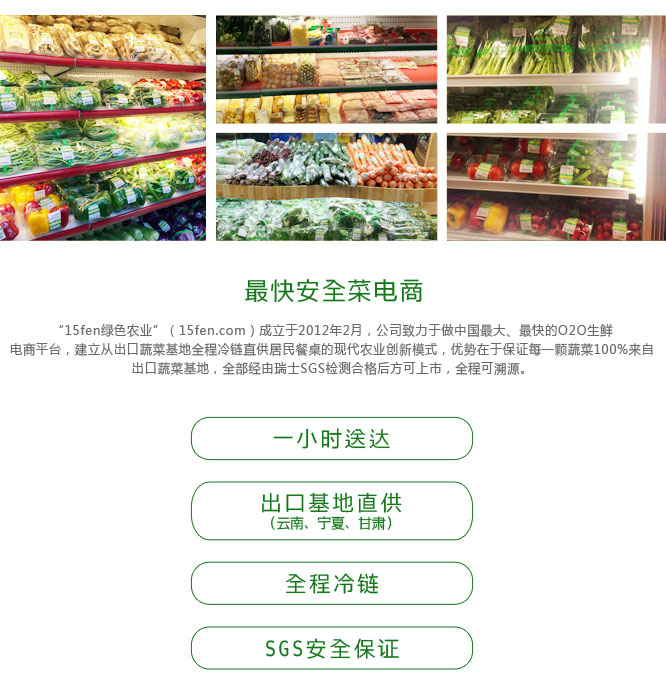 最快安全菜电商
“15fen绿色农业”（15fen.com）成立于2012年2月，公司致力于做中国最大、最快的O2O生鲜
电商平台，建立从出口蔬菜基地全程冷链直供居民餐桌的现代农业创新模式，优势在于保证每一颗蔬菜100%来自
出口蔬菜基地，全部经由瑞士SGS检测合格后方可上市，全程可溯源。
一小时送达
出口基地直供
（云南、宁夏、甘肃）
全程冷链
SGS安全保证